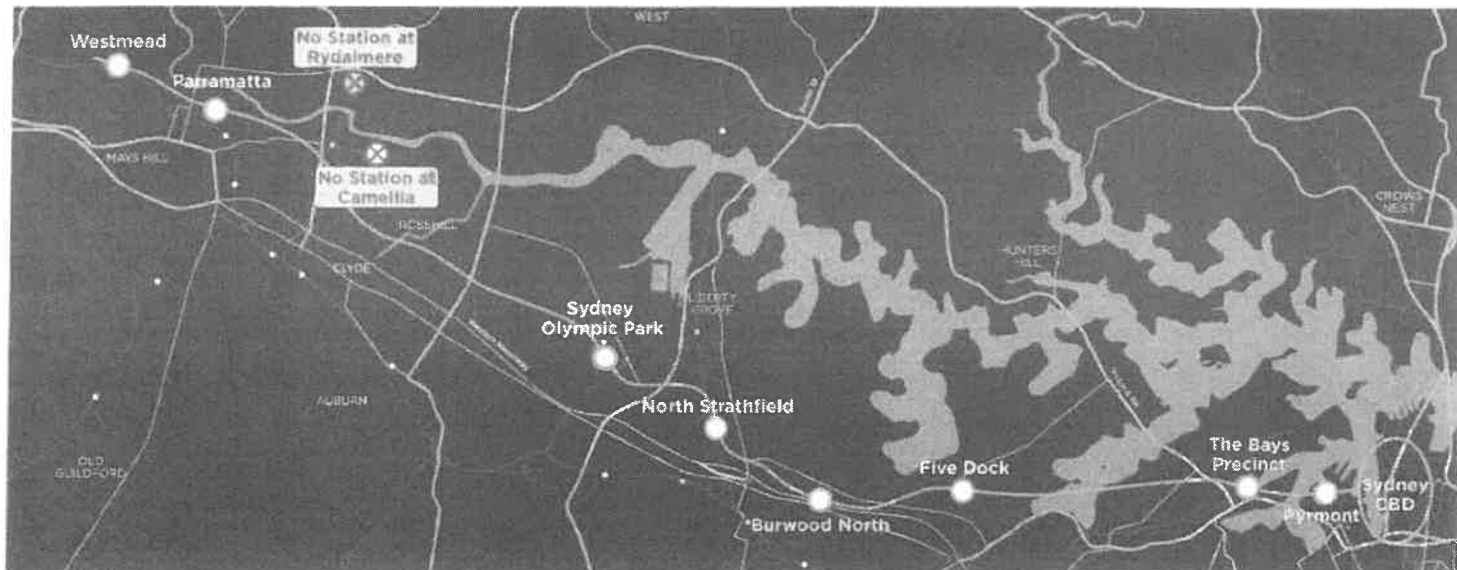 WEST
Westmead
No Station at
Rydalmere
Parramatta
MAYS HILL
No Station at
Camellia
ROSEHILL
CROWS
NEST
HUNTERS
HILL
CLYDE
LIBERTY
GROVE
Sydney
Olympic Park
AUBURN
North Strathfield
OLD
GUILDFORD
Five Dock
The Bays
Precinct
Sydney
CBD
Pyrmont
Burwood North